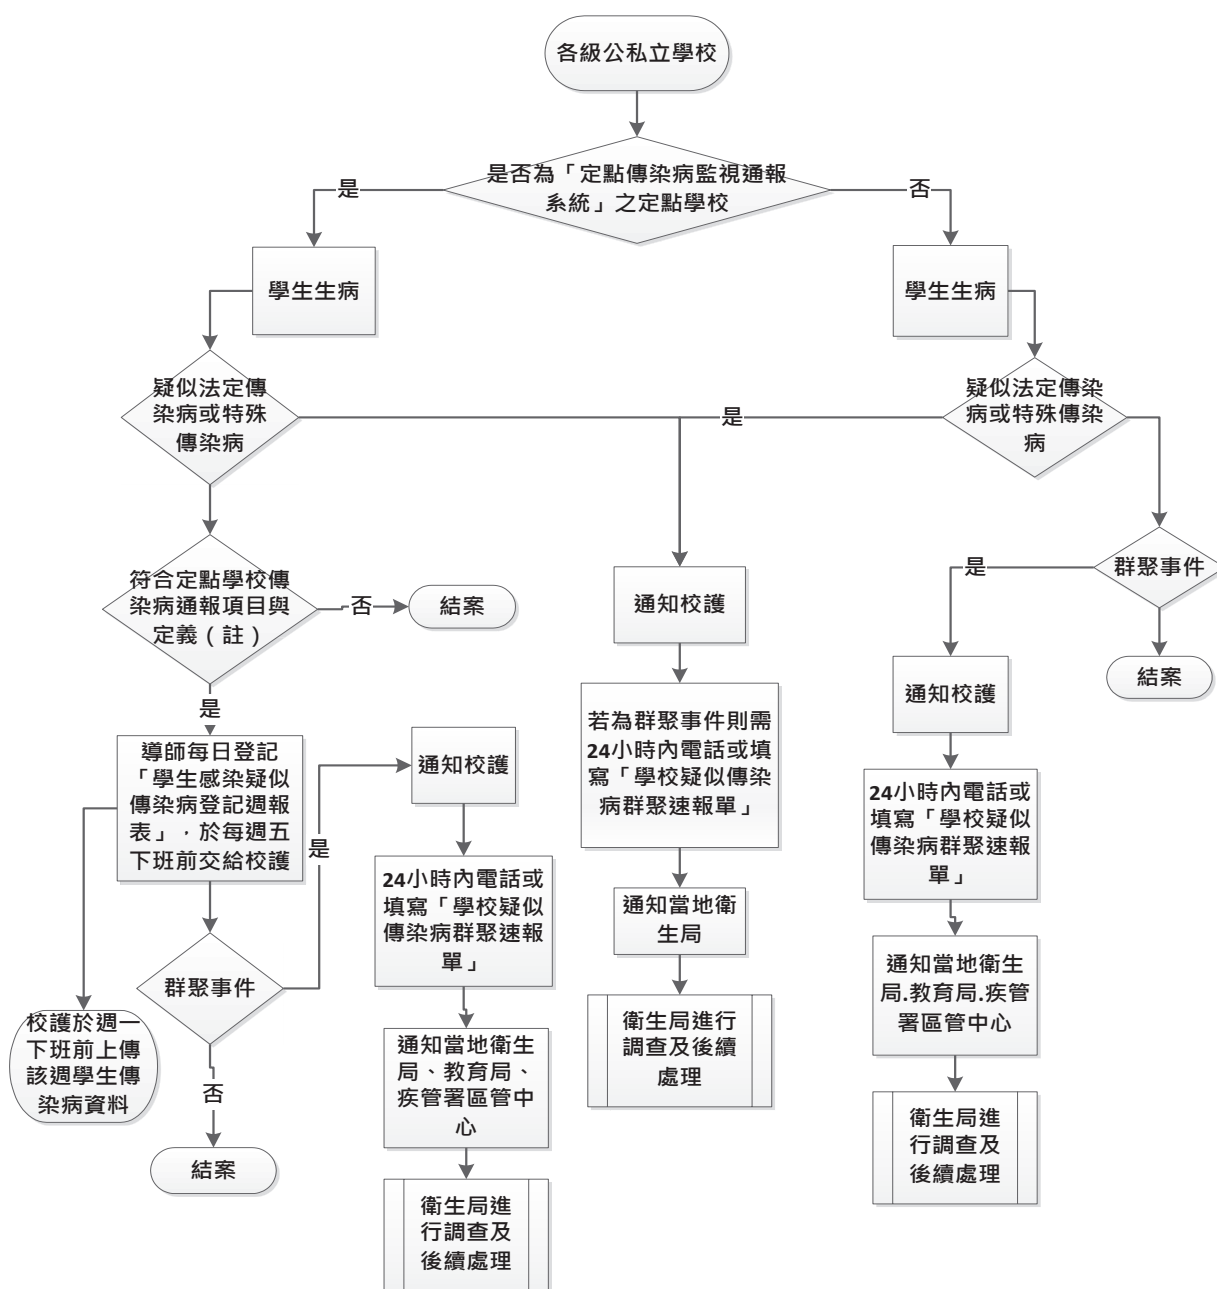 各級公私立學校
是否為「定點傳染病監視通報
系統」之定點學校
是
否
學生生病
學生生病
疑似法定傳
染病或特殊
傳染病
是
疑似法定傳染
病或特殊傳染
病
符合定點學校傳
染病通報項目與
定義（註）
否
結案
是
群聚事件
結案
是
導師每日登記
「學生感染疑似
傳染病登記週報
表」，於每週五
下班前交給校護
校護於週一
下班前上傳
該週學生傳
染病資料
群聚事件
否
結案
是
通知校護
24小時內電話或
填寫「學校疑似
傳染病群聚速報
單」
通知當地衛生
局、教育局、
疾管署區管中
心
衛生局進
行調查及
後續處理
通知校護
若為群聚事件則需
24小時內電話或填
寫「學校疑似傳染
病群聚速報單」
通知當地衛
生局
衛生局進行
調查及後續
處理
通知校護
24小時內電話或
填寫「學校疑似
傳染病群聚速報
單」
通知當地衛生
局.教育局.疾管
署區管中心
衛生局進
行調查及
後續處理